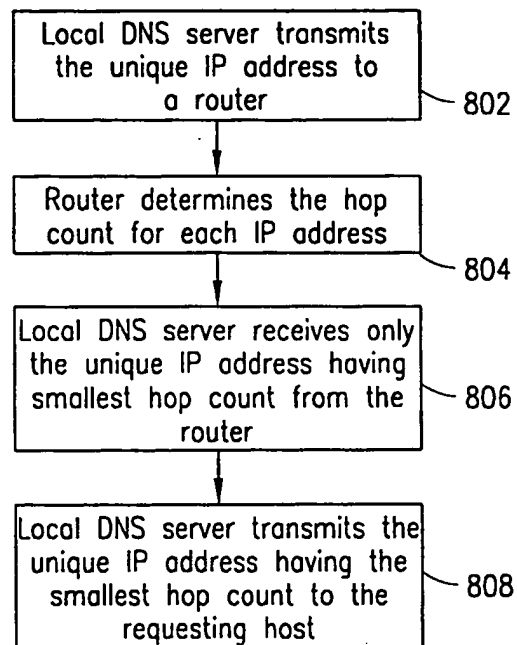 Local DNS server transmits
the unique IP address to
a router
802
Router determines the hop
count for each IP address
804
Local DNS server receives only
the unique IP address having
smallest hop count from the
router
806
Local DNS server transmits the
unique IP address having the
smallest hop count to the
requesting host
808